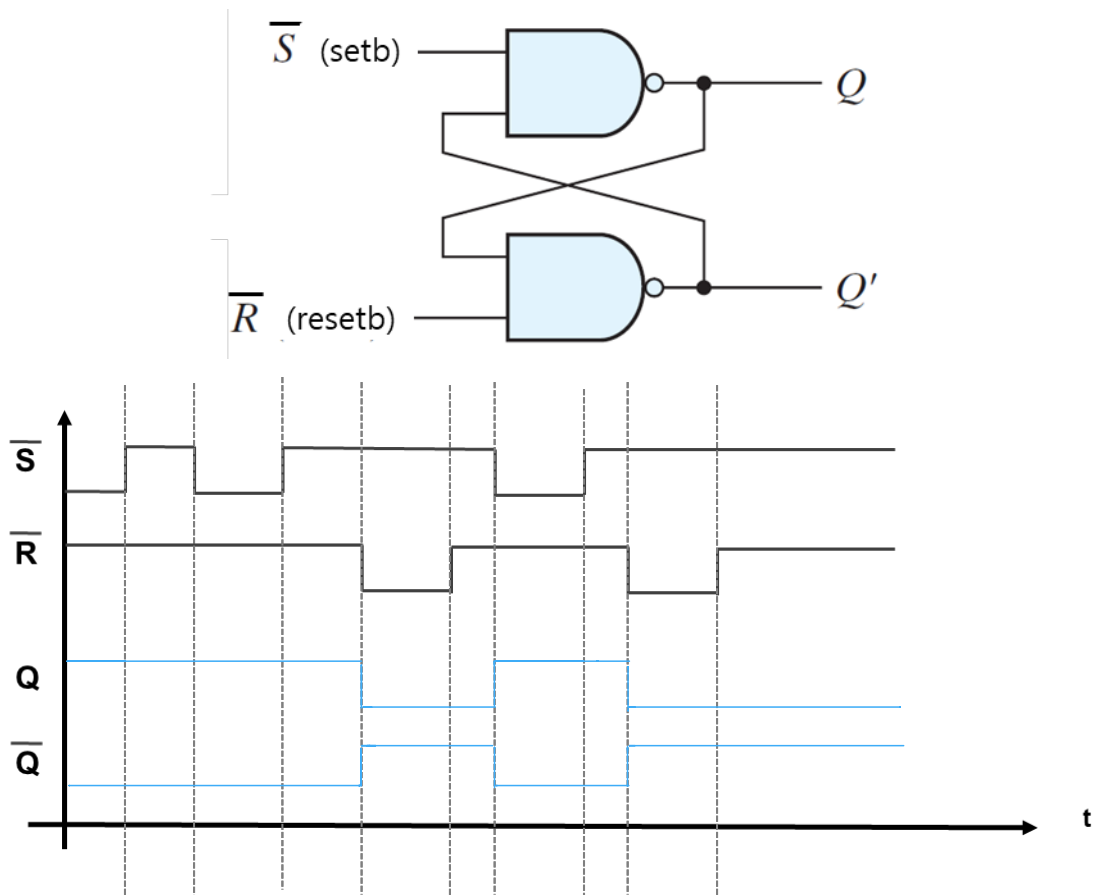 S̅ (setb)
Q
Q′
R̅ (resetb)
S̅
R̅
Q
Q̅
t